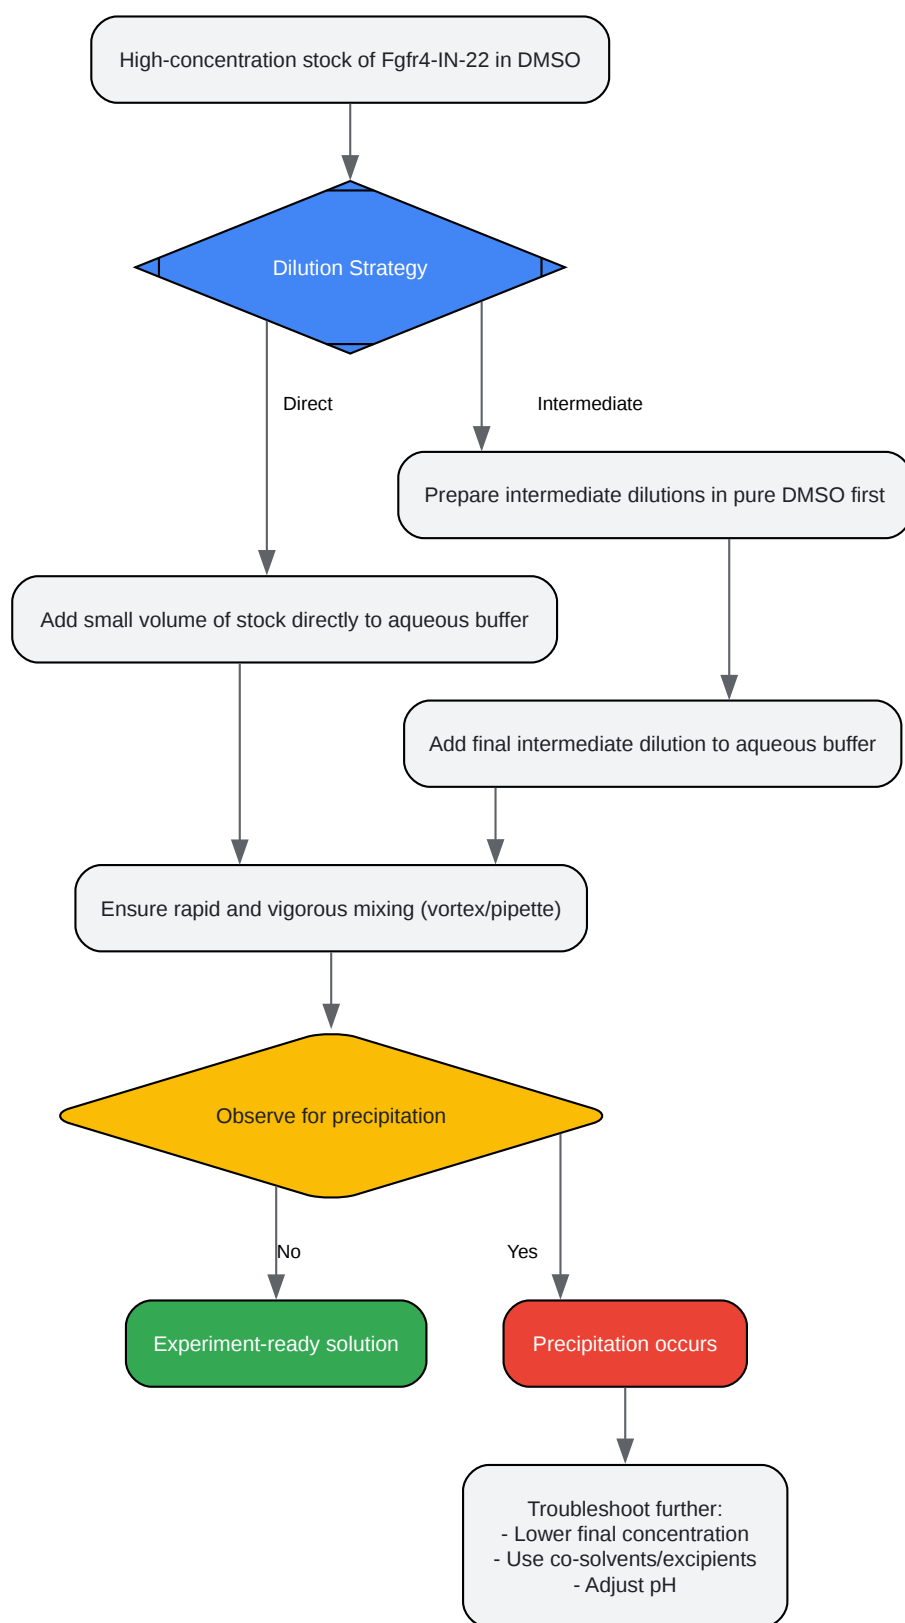 High-concentration stock of Fgfr4-IN-22 in DMSO
Dilution Strategy
Direct
Intermediate
Prepare intermediate dilutions in pure DMSO first
Add small volume of stock directly to aqueous buffer
Add final intermediate dilution to aqueous buffer
Ensure rapid and vigorous mixing (vortex/pipette)
Observe for precipitation
No
Yes
Experiment-ready solution
Precipitation occurs
Troubleshoot further:
- Lower final concentration
- Use co-solvents/excipients
- Adjust pH